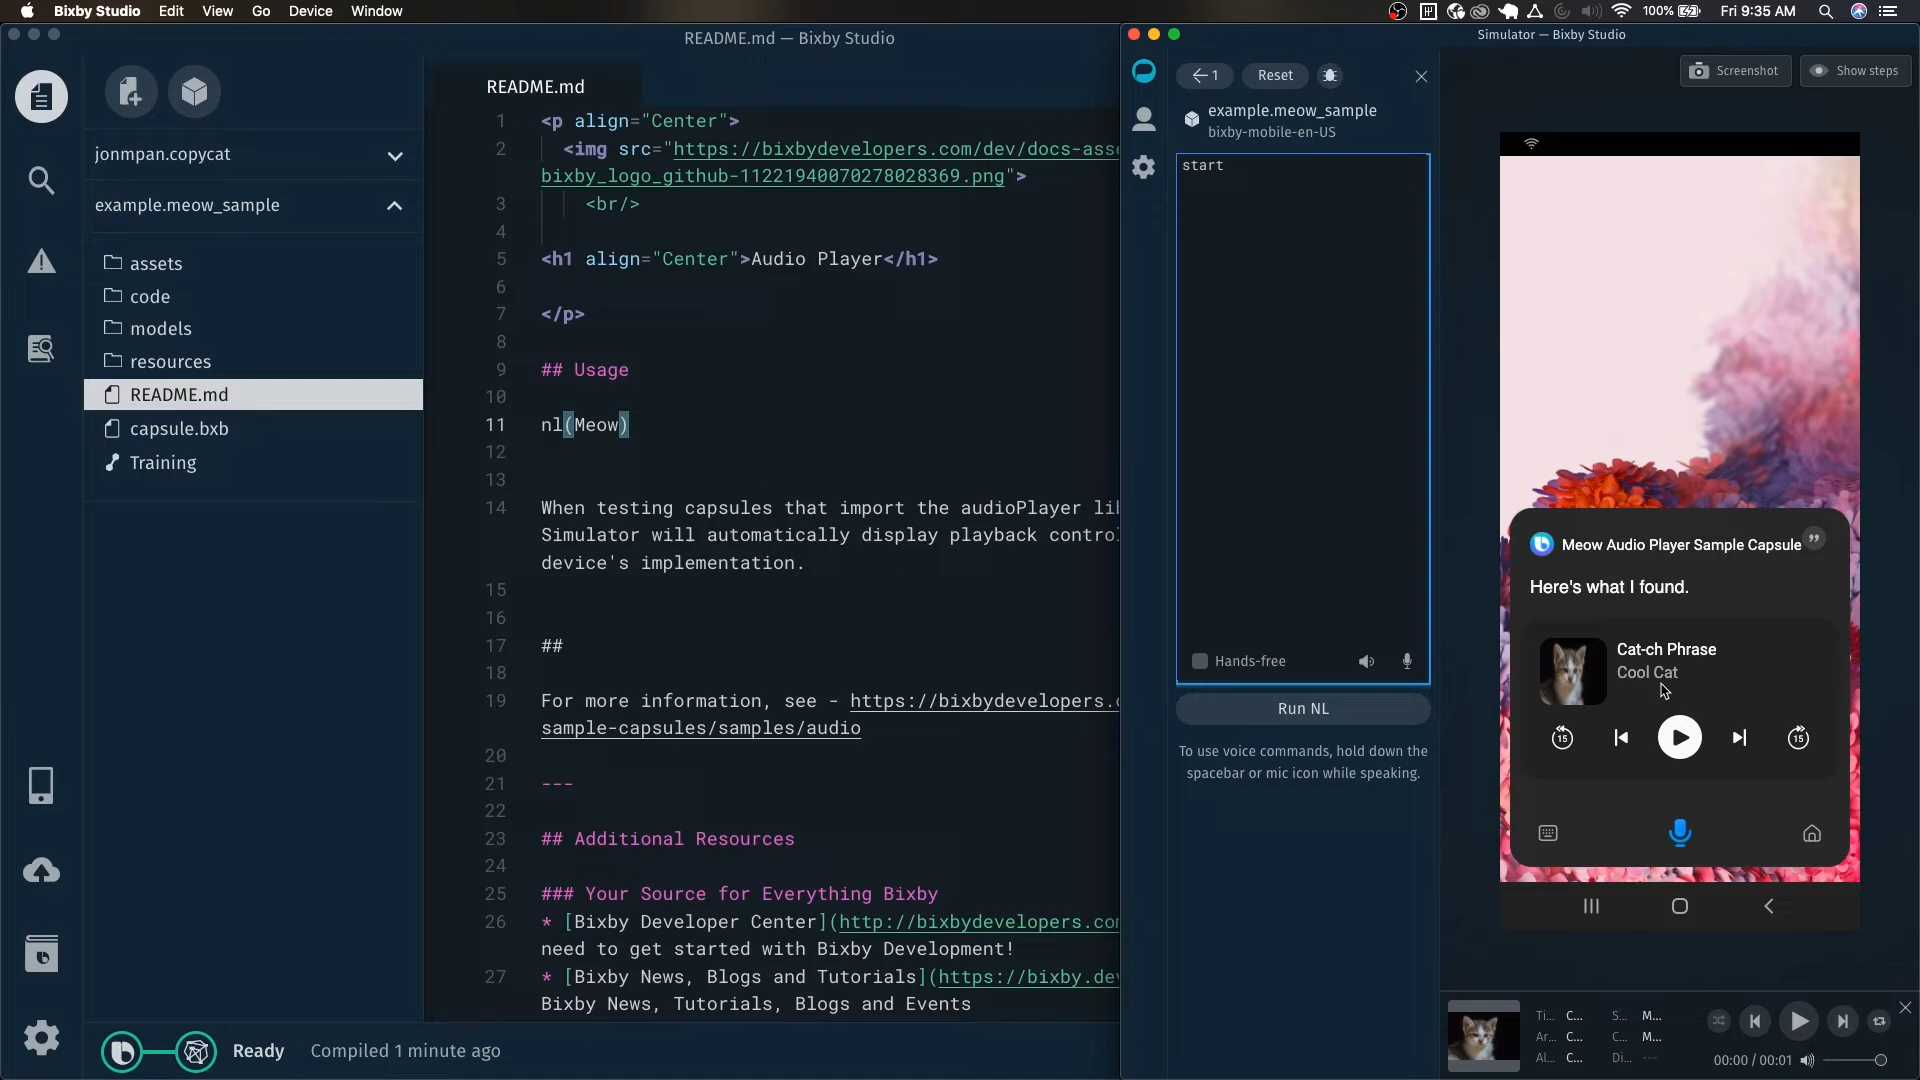 Bixby Studio Edit View Go Device Window
100% Fri 9:35 AM
README.md — Bixby Studio
jonmpan.copycat
example.meow_sample
assets
code
models
resources
README.md
capsule.bxb
Training
README.md
1 <p align="Center">
2 <img src="https://bixbydevelopers.com/dev/docs-ass
bixby_logo_github-11221940070278028369.png">
3 <br/>
4
5 <h1 align="Center">Audio Player</h1>
6
7 </p>
8
9 ## Usage
10
11 nl(Meow)
12
13
14 When testing capsules that import the audioPlayer li
Simulator will automatically display playback contro
device's implementation.
15
16
17 ##
18
19 For more information, see - https://bixbydevelopers.
sample-capsules/samples/audio
20
21 ---
22
23 ## Additional Resources
24
25 ### Your Source for Everything Bixby
26 * [Bixby Developer Center](http://bixbydevelopers.co
need to get started with Bixby Development!
27 * [Bixby News, Blogs and Tutorials](https://bixby.de
Bixby News, Tutorials, Blogs and Events
Ready Compiled 1 minute ago
Simulator — Bixby Studio
1 Reset
example.meow_sample
bixby-mobile-en-US
start
Hands-free
Run NL
To use voice commands, hold down the
spacebar or mic icon while speaking.
Screenshot Show steps
Meow Audio Player Sample Capsule
Here's what I found.
Cat-ch Phrase
Cool Cat
15 15
Ti... C... S... M...
Ar... C... C... M...
Al... C... Di... ---
00:00 / 00:01